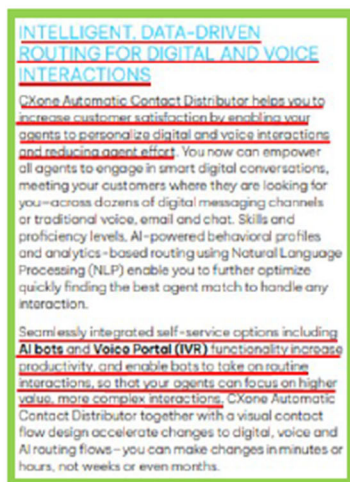 INTELLIGENT, DATA-DRIVEN
ROUTING FOR DIGITAL AND VOICE
INTERACTIONS
CXone Automatic Contact Distributor helps you to
increase customer satisfaction by enabling your
agents to personalize digital and voice interactions
and reducing agent effort. You now can empower
all agents to engage in smart digital conversations,
meeting your customers where they are looking for
you—across dozens of digital messaging channels
or traditional voice, email and chat. Skills and
proficiency levels, AI-powered behavioral profiles
and analytics-based routing using Natural Language
Processing (NLP) enable you to further optimize
quickly finding the best agent match to handle any
interaction.
Seamlessly integrated self-service options including
AI bots and Voice Portal (IVR) functionality increase
productivity, and enable bots to take on routine
interactions, so that your agents can focus on higher
value, more complex interactions. CXone Automatic
Contact Distributor together with a visual contact
flow design accelerate changes to digital, voice and
AI routing flows—you can make changes in minutes or
hours, not weeks or even months.